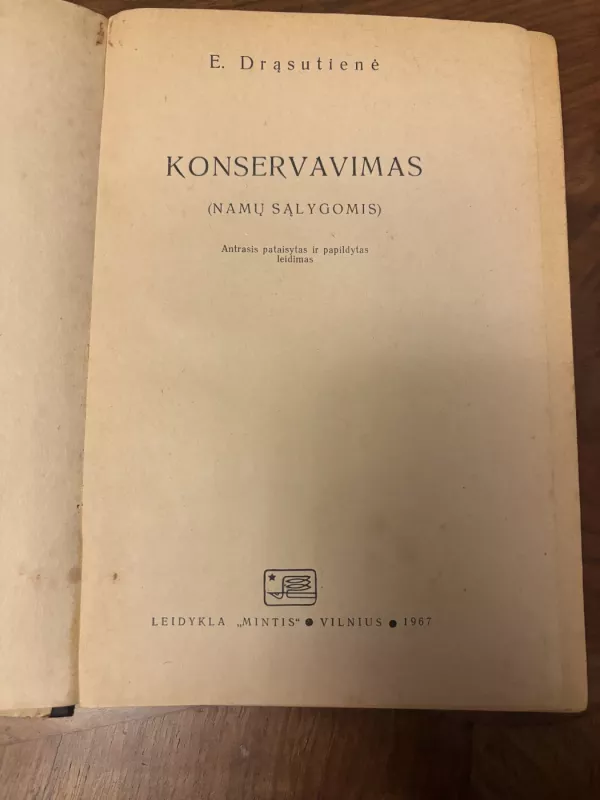 E. Drąsutienė
KONSERVAVIMAS
(NAMŲ SĄLYGOMIS)
Antrasis pataisytas ir papildytas
leidimas
LEIDYKLA „MINTIS“ ● VILNIUS ● 1967